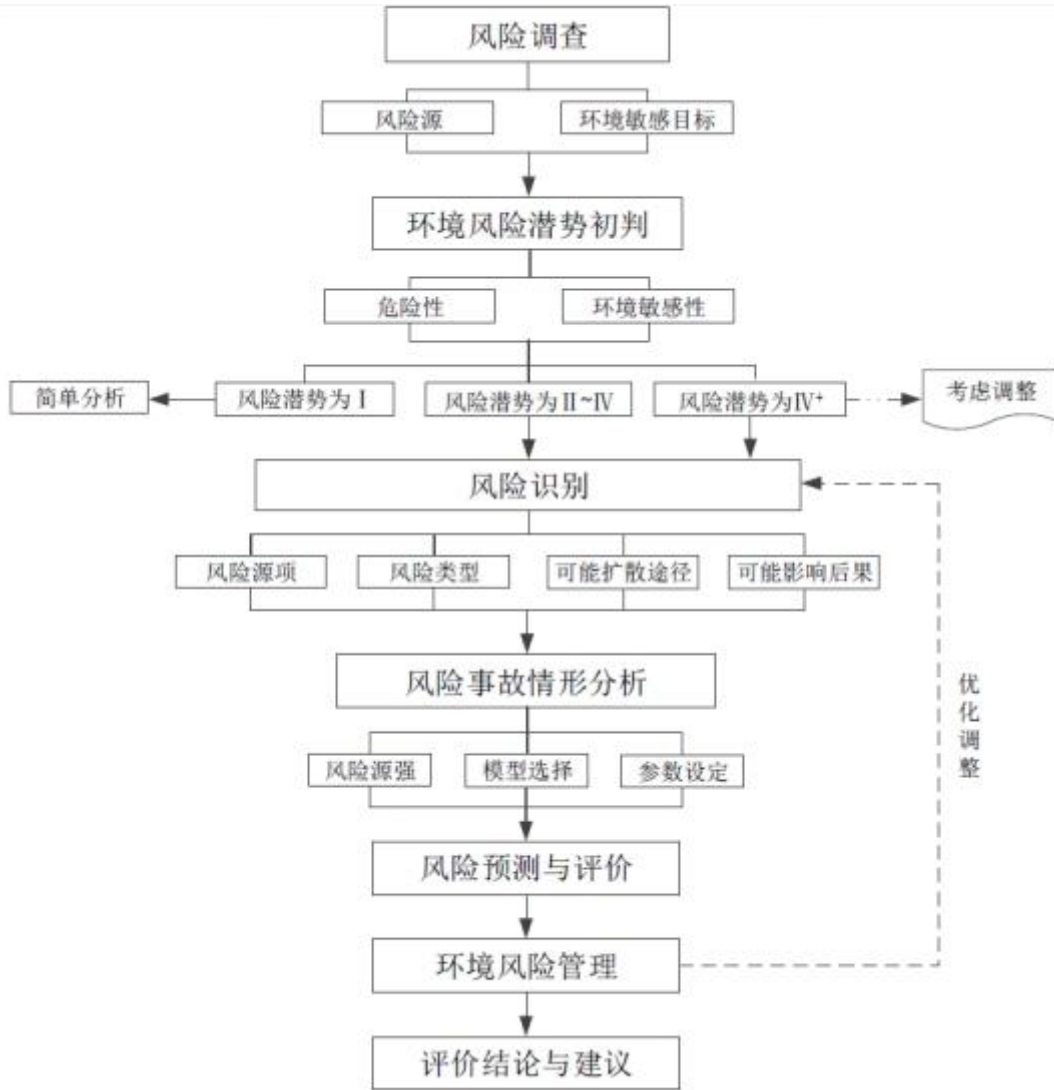 风险调查
风险源
环境敏感目标
环境风险潜势初判
危险性
环境敏感性
简单分析
风险潜势为Ⅰ
风险潜势为Ⅱ~Ⅳ
风险潜势为Ⅳ⁺
考虑调整
风险识别
风险源项
风险类型
可能扩散途径
可能影响后果
风险事故情形分析
优化调整
风险源强
模型选择
参数设定
风险预测与评价
环境风险管理
评价结论与建议